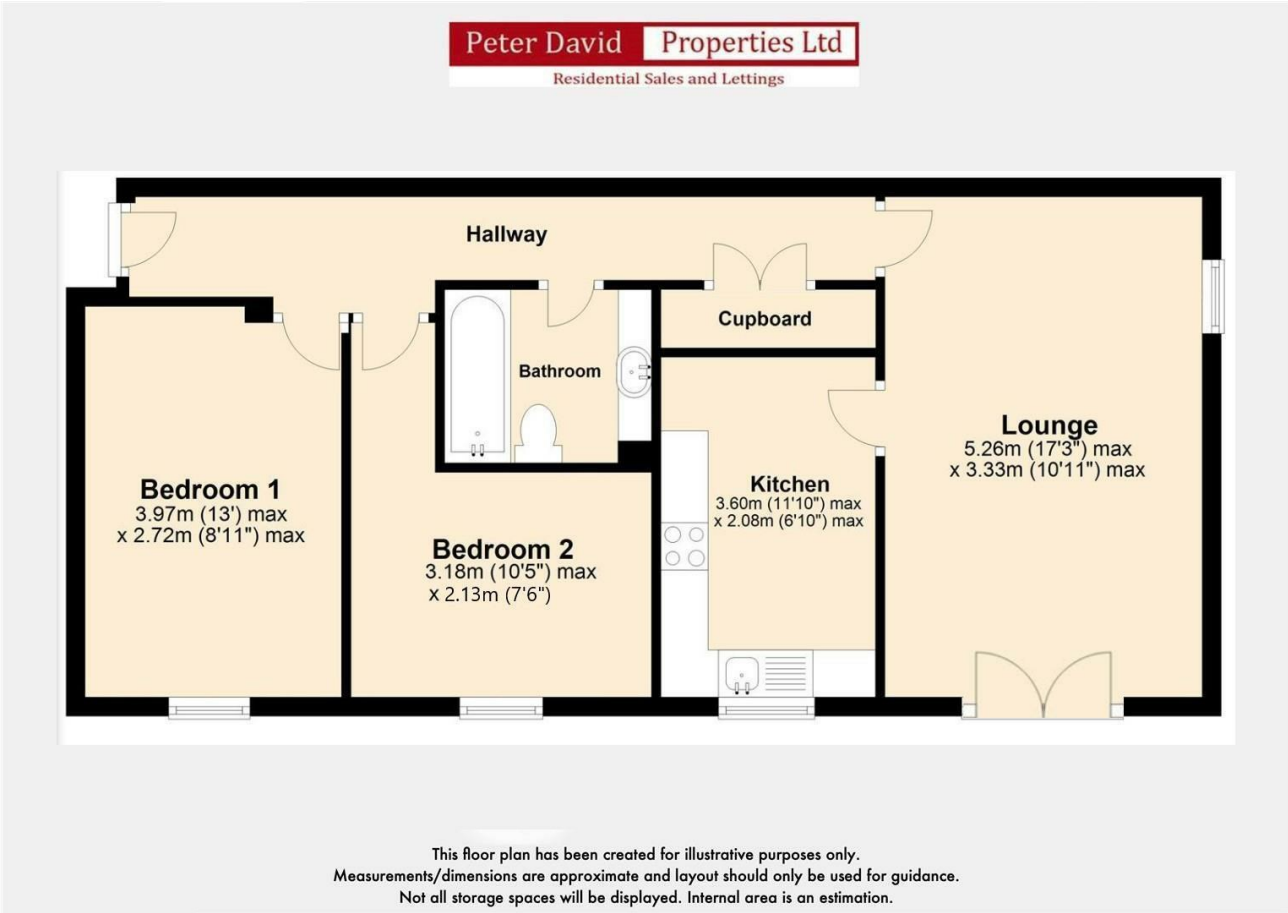 Peter David Properties Ltd
Residential Sales and Lettings
Hallway
Cupboard
Bathroom
Lounge
5.26m (17'3") max
x 3.33m (10'11") max
Bedroom 1
3.97m (13') max
x 2.72m (8'11") max
Kitchen
3.60m (11'10") max
x 2.08m (6'10") max
Bedroom 2
3.18m (10'5") max
x 2.13m (7'6")
This floor plan has been created for illustrative purposes only.
Measurements/dimensions are approximate and layout should only be used for guidance.
Not all storage spaces will be displayed. Internal area is an estimation.